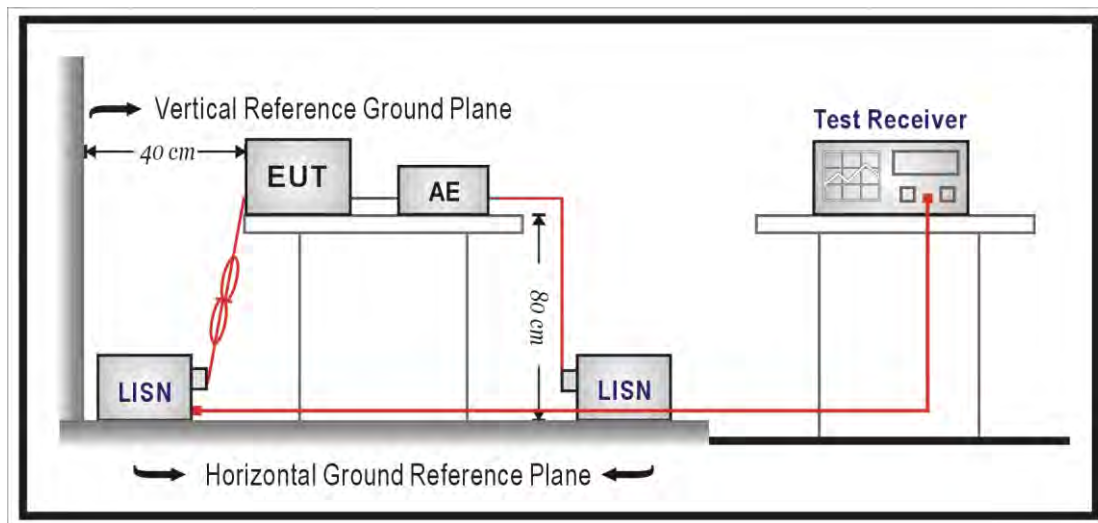 Vertical Reference Ground Plane
40 cm
Test Receiver
EUT
AE
80 cm
LISN
LISN
Horizontal Ground Reference Plane